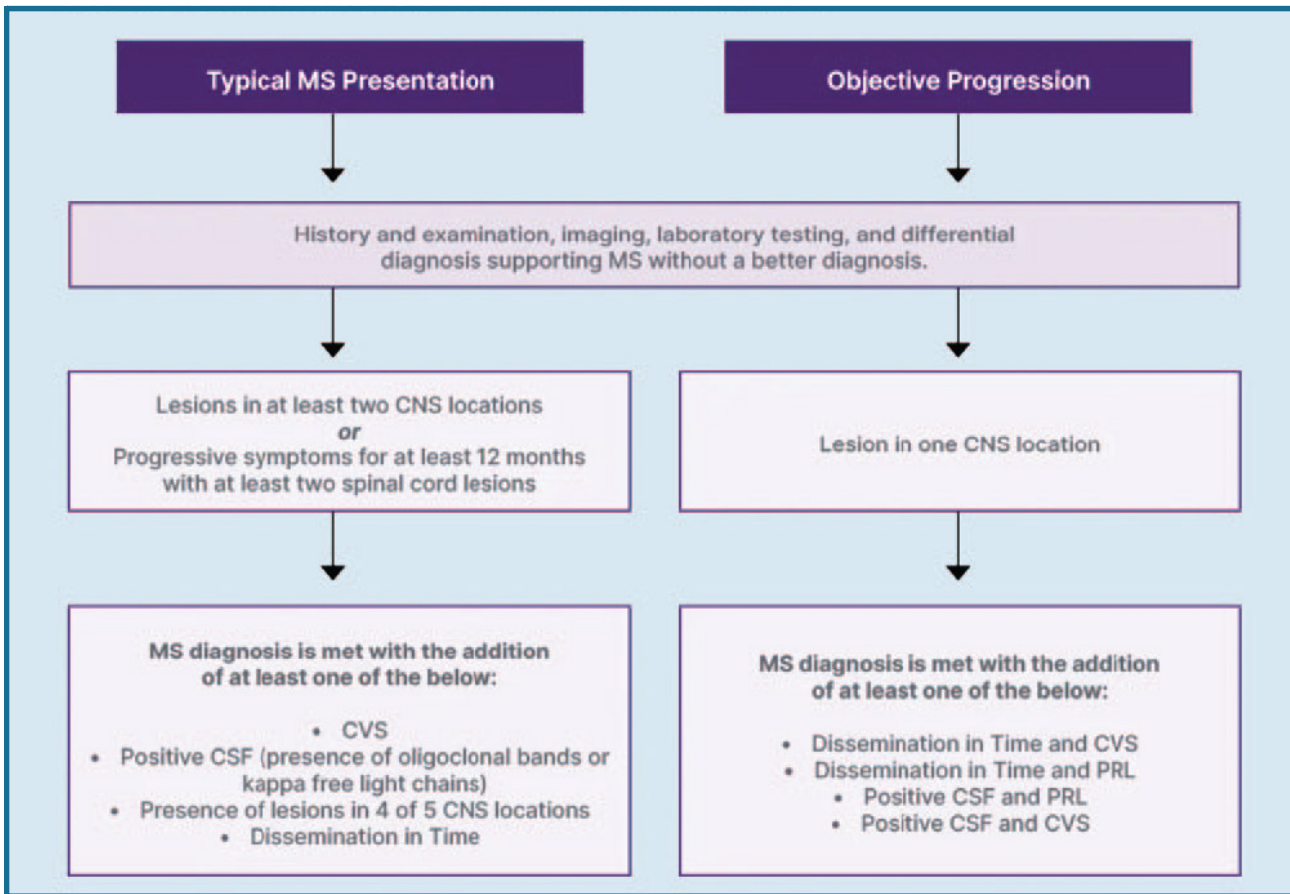 Typical MS Presentation
Objective Progression
History and examination, imaging, laboratory testing, and differential
diagnosis supporting MS without a better diagnosis.
Lesions in at least two CNS locations
or
Progressive symptoms for at least 12 months
with at least two spinal cord lesions
Lesion in one CNS location
MS diagnosis is met with the addition
of at least one of the below:
• CVS
• Positive CSF (presence of oligoclonal bands or
kappa free light chains)
• Presence of lesions in 4 of 5 CNS locations
• Dissemination in Time
MS diagnosis is met with the addition
of at least one of the below:
• Dissemination in Time and CVS
• Dissemination in Time and PRL
• Positive CSF and PRL
• Positive CSF and CVS